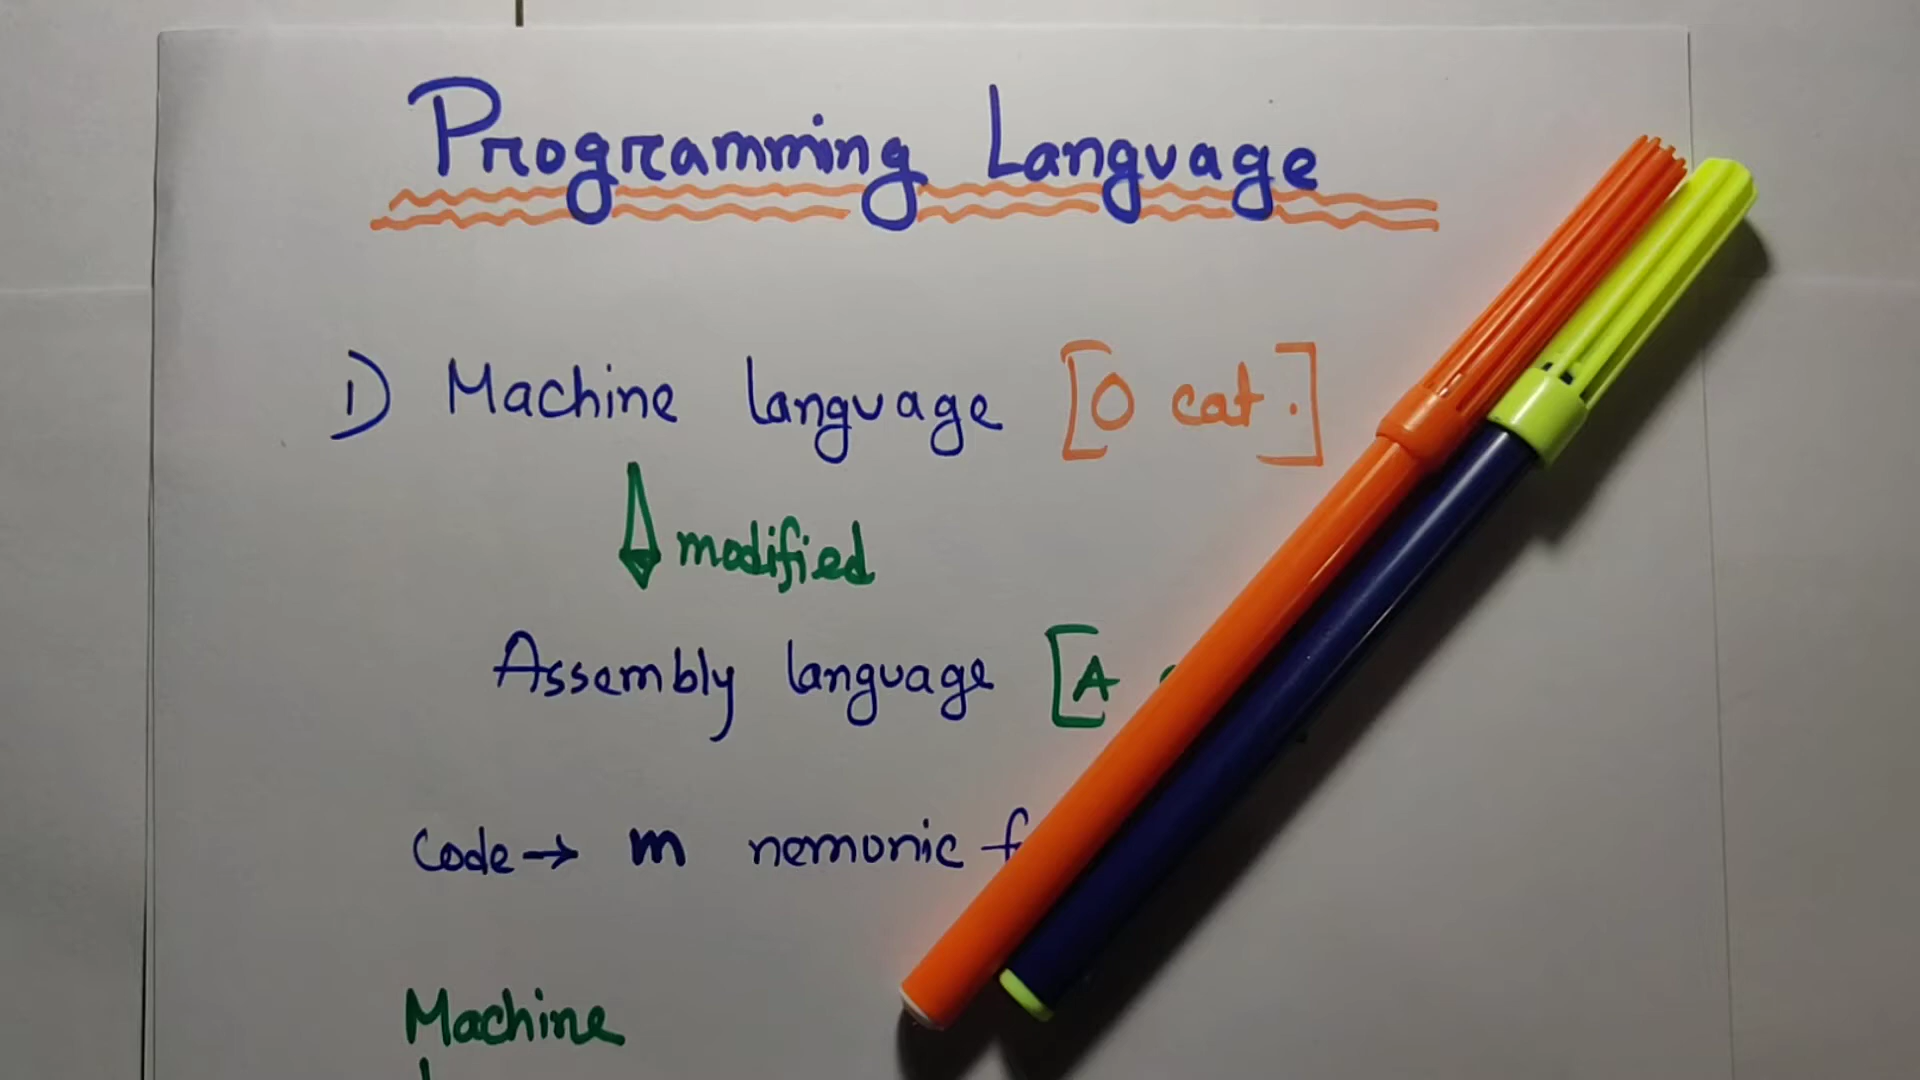 Programming Language
1) Machine language [0 cat.]
modified
Assembly language [A
Code → m nemonic
Machine